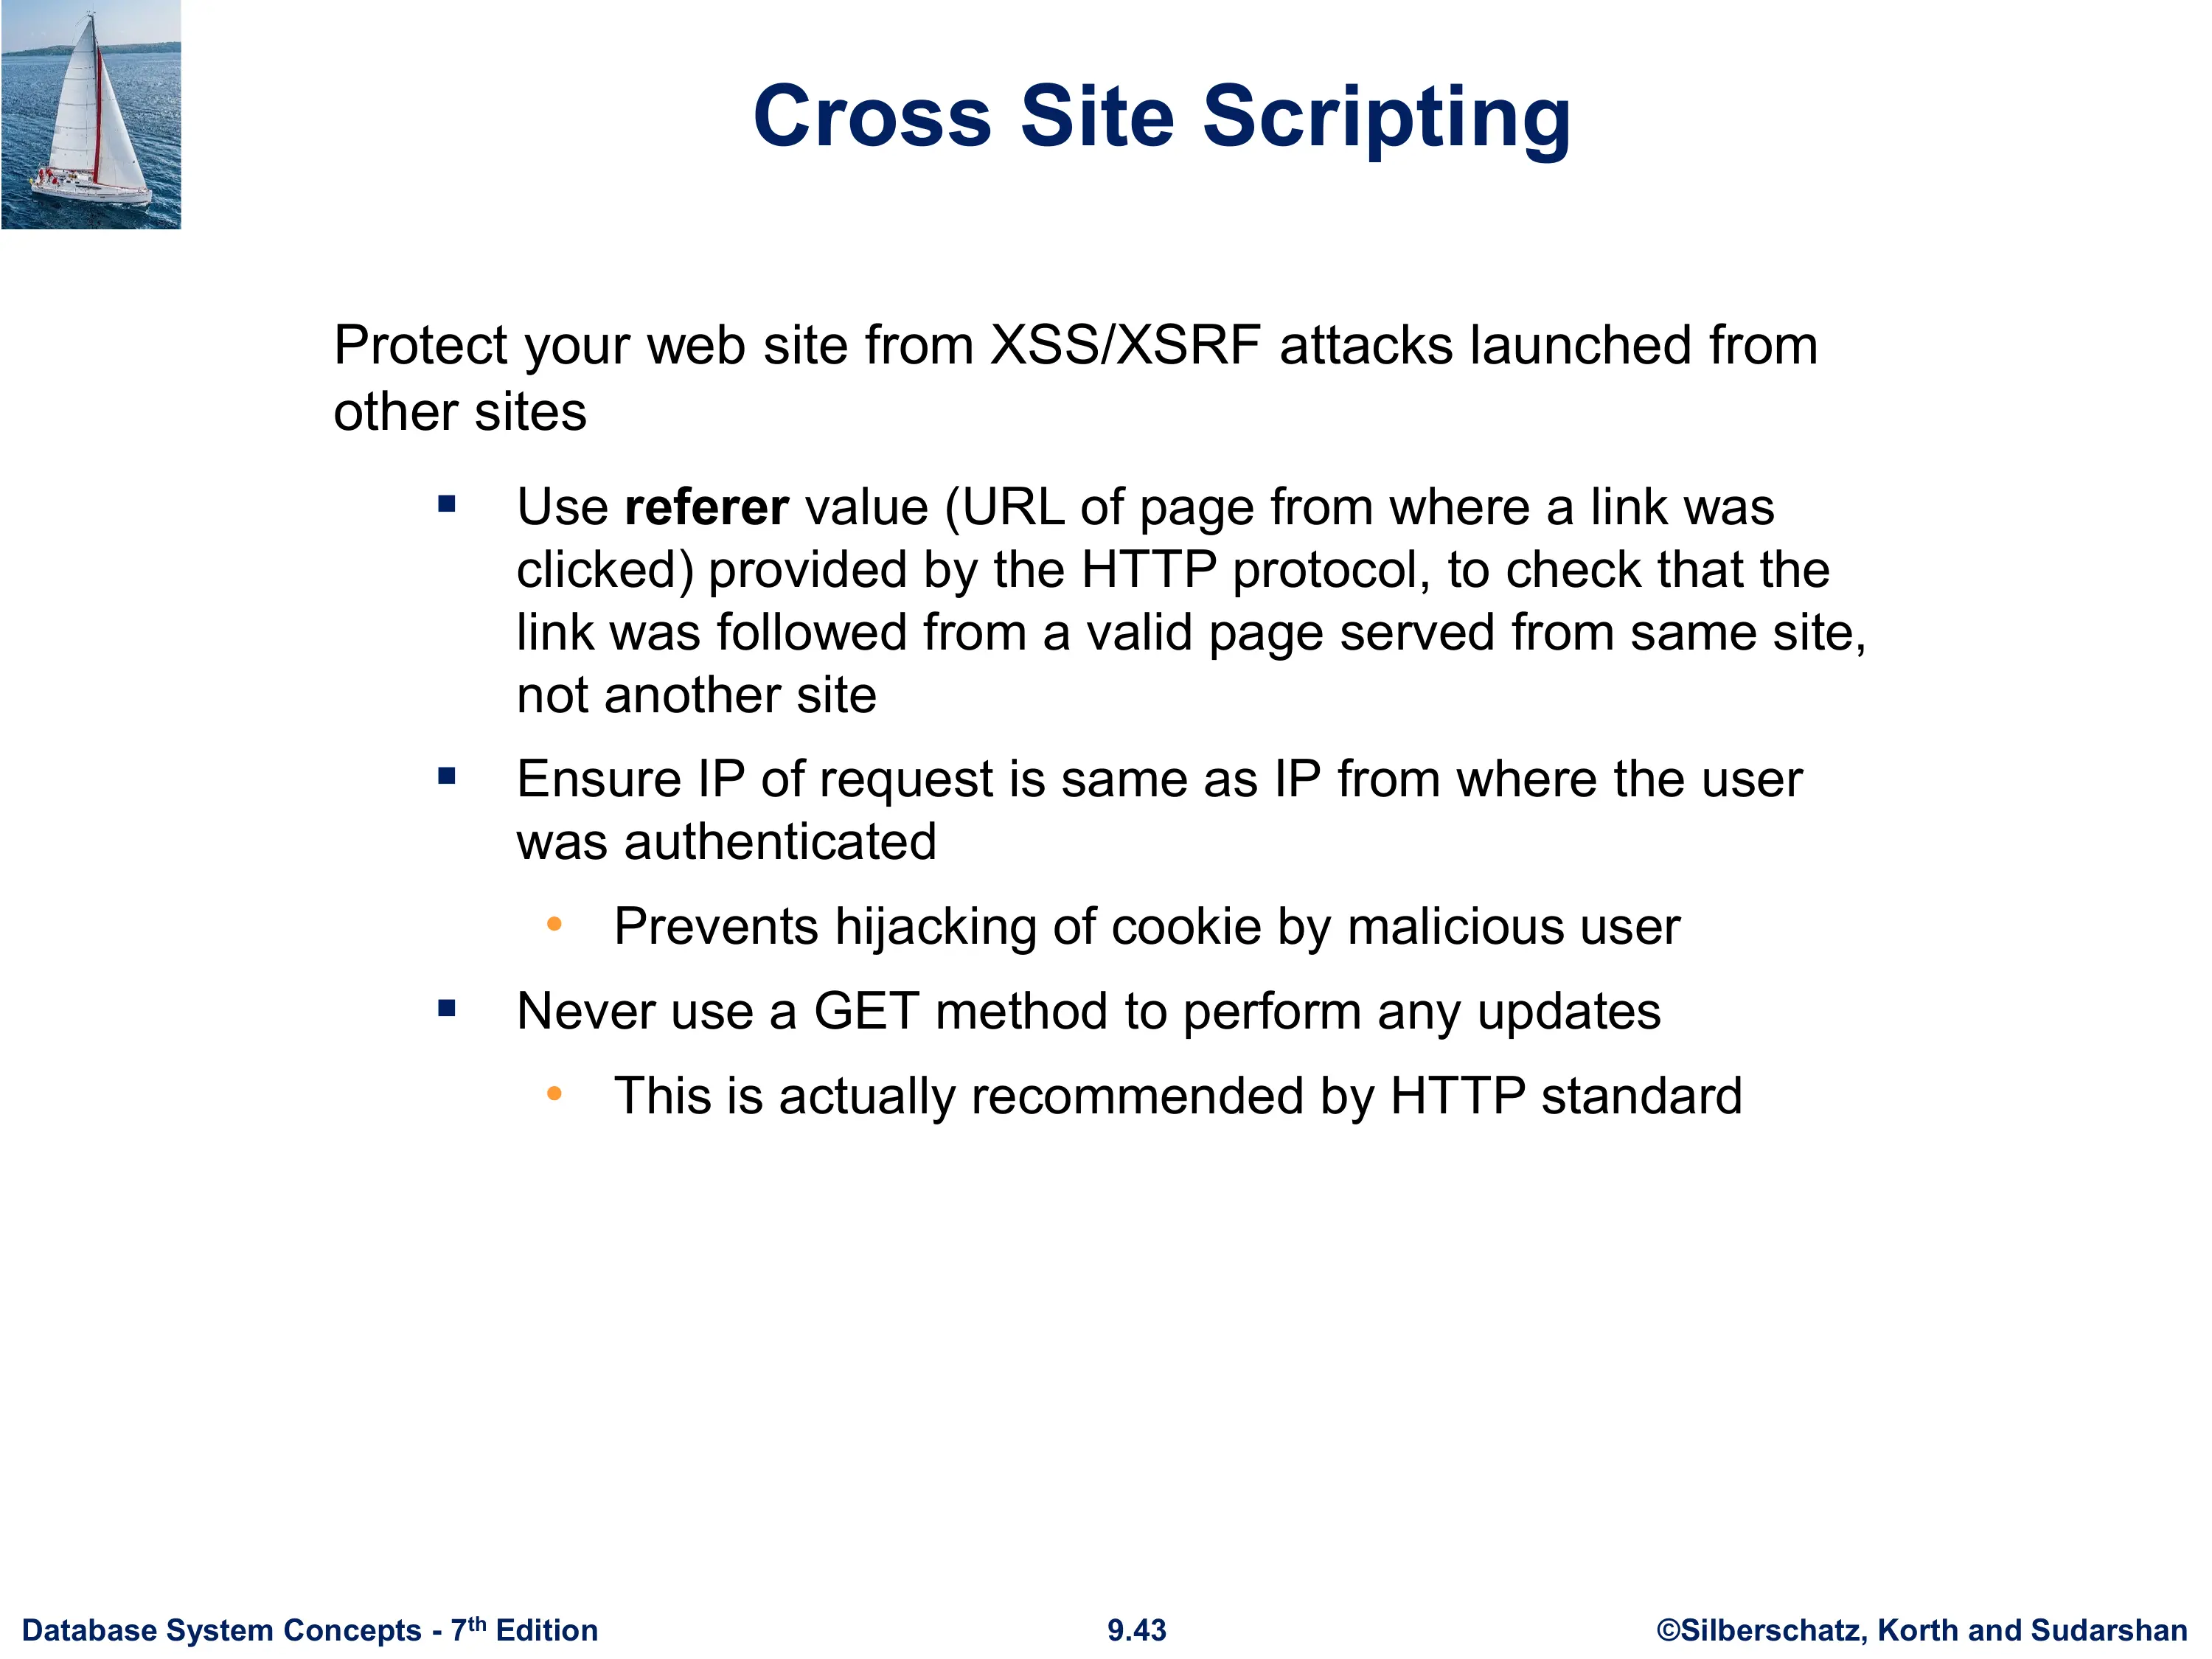 Cross Site Scripting
Protect your web site from XSS/XSRF attacks launched from
other sites
▪ Use referer value (URL of page from where a link was
clicked) provided by the HTTP protocol, to check that the
link was followed from a valid page served from same site,
not another site
▪ Ensure IP of request is same as IP from where the user
was authenticated
• Prevents hijacking of cookie by malicious user
▪ Never use a GET method to perform any updates
• This is actually recommended by HTTP standard
Database System Concepts - 7th Edition
9.43
©Silberschatz, Korth and Sudarshan